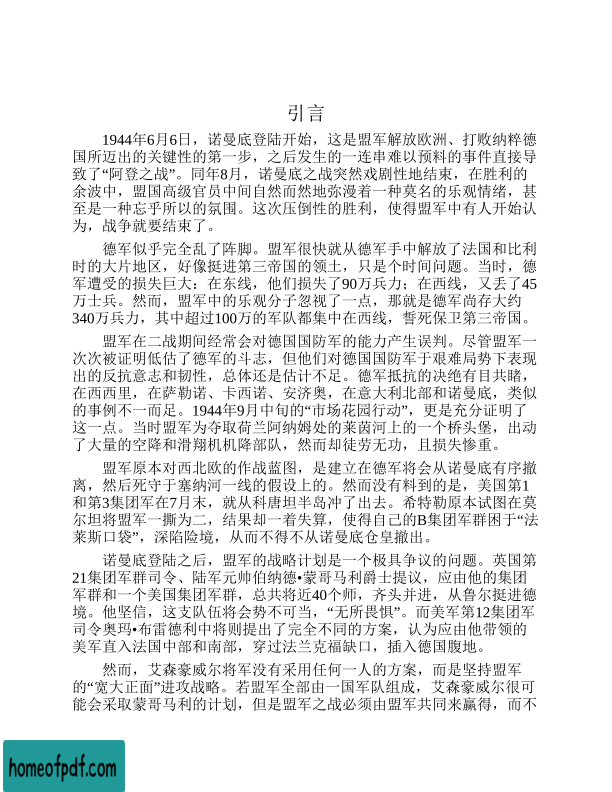 引言
1944年6月6日，诺曼底登陆开始，这是盟军解放欧洲、打败纳粹德
国所迈出的关键性的第一步，之后发生的一连串难以预料的事件直接导
致了“阿登之战”。同年8月，诺曼底之战突然戏剧性地结束，在胜利的
余波中，盟国高级官员中间自然而然地弥漫着一种莫名的乐观情绪，甚
至是一种忘乎所以的氛围。这次压倒性的胜利，使得盟军中有人开始认
为，战争就要结束了。
德军似乎完全乱了阵脚。盟军很快就从德军手中解放了法国和比利
时的大片地区，好像挺进第三帝国的领土，只是个时间问题。当时，德
军遭受的损失巨大：在东线，他们损失了90万兵力；在西线，又丢了45
万士兵。然而，盟军中的乐观分子忽视了一点，那就是德军尚存大约
340万兵力，其中超过100万的军队都集中在西线，誓死保卫第三帝国。
盟军在二战期间经常会对德国国防军的能力产生误判。尽管盟军一
次次被证明低估了德军的斗志，但他们对德国国防军于艰难局势下表现
出的反抗意志和韧性，总体还是估计不足。德军抵抗的决绝有目共睹，
在西西里，在萨勒诺、卡西诺、安济奥，在意大利北部和诺曼底，类似
的事例不一而足。1944年9月中旬的“市场花园行动”，更是充分证明了
这一点。当时盟军为夺取荷兰阿纳姆处的莱茵河上的一个桥头堡，出动
了大量的空降和滑翔机机降部队，然而却徒劳无功，且损失惨重。
盟军原本对西北欧的作战蓝图，是建立在德军将会从诺曼底有序撤
离，然后死守于塞纳河一线的假设上的。然而没有料到的是，美国第1
和第3集团军在7月末，就从科唐坦半岛冲了出去。希特勒原本试图在莫
尔坦将盟军一撕为二，结果却一着失算，使得自己的B集团军群困于“法
莱斯口袋”，深陷险境，从而不得不从诺曼底仓皇撤出。
诺曼底登陆之后，盟军的战略计划是一个极具争议的问题。英国第
21集团军群司令、陆军元帅伯纳德•蒙哥马利爵士提议，应由他的集团
军群和一个美国集团军群，总共将近40个师，齐头并进，从鲁尔挺进德
境。他坚信，这支队伍将会势不可当，“无所畏惧”。而美军第12集团军
司令奥玛•布雷德利中将则提出了完全不同的方案，认为应由他带领的
美军直入法国中部和南部，穿过法兰克福缺口，插入德国腹地。
然而，艾森豪威尔将军没有采用任何一人的方案，而是坚持盟军
的“宽大正面”进攻战略。若盟军全部由一国军队组成，艾森豪威尔很可
能会采取蒙哥马利的计划，但是盟军之战必须由盟军共同来赢得，而不
homeofpdf.com